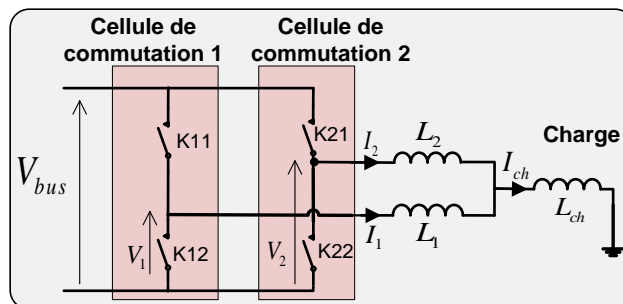 Cellule de
commutation 1
Cellule de
commutation 2
K11
K21
I2
L2
Charge
Vbus
Ich
Lch
V1
K12
V2
K22
I1
L1